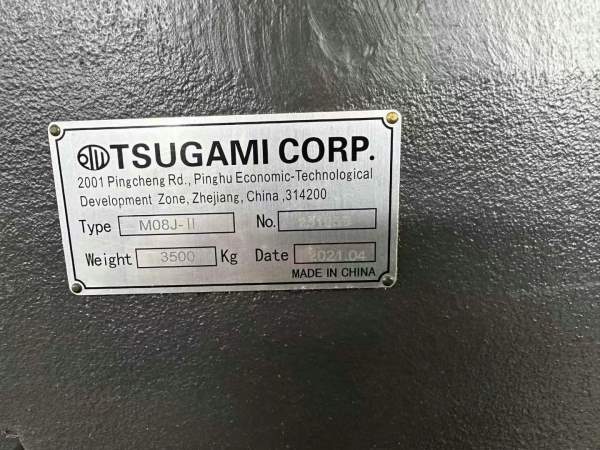 TSUGAMI CORP.
2001 Pingcheng Rd., Pinghu Economic-Technological
Development Zone, Zhejiang, China ,314200
Type M08J-II No.
Weight 3500 Kg Date 2021.04
MADE IN CHINA